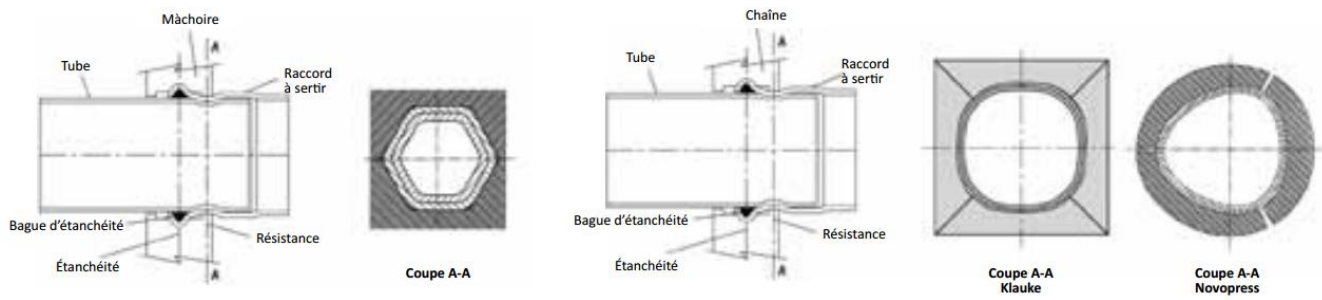 Màchoire
A
Tube
Raccord
à sertir
Bague d'étanchéité
Résistance
Étanchéité
A
Coupe A-A
Chaîne
A
Tube
Raccord
à sertir
Bague d'étanchéité
Résistance
Étanchéité
A
Coupe A-A
Klauke
Coupe A-A
Novopress